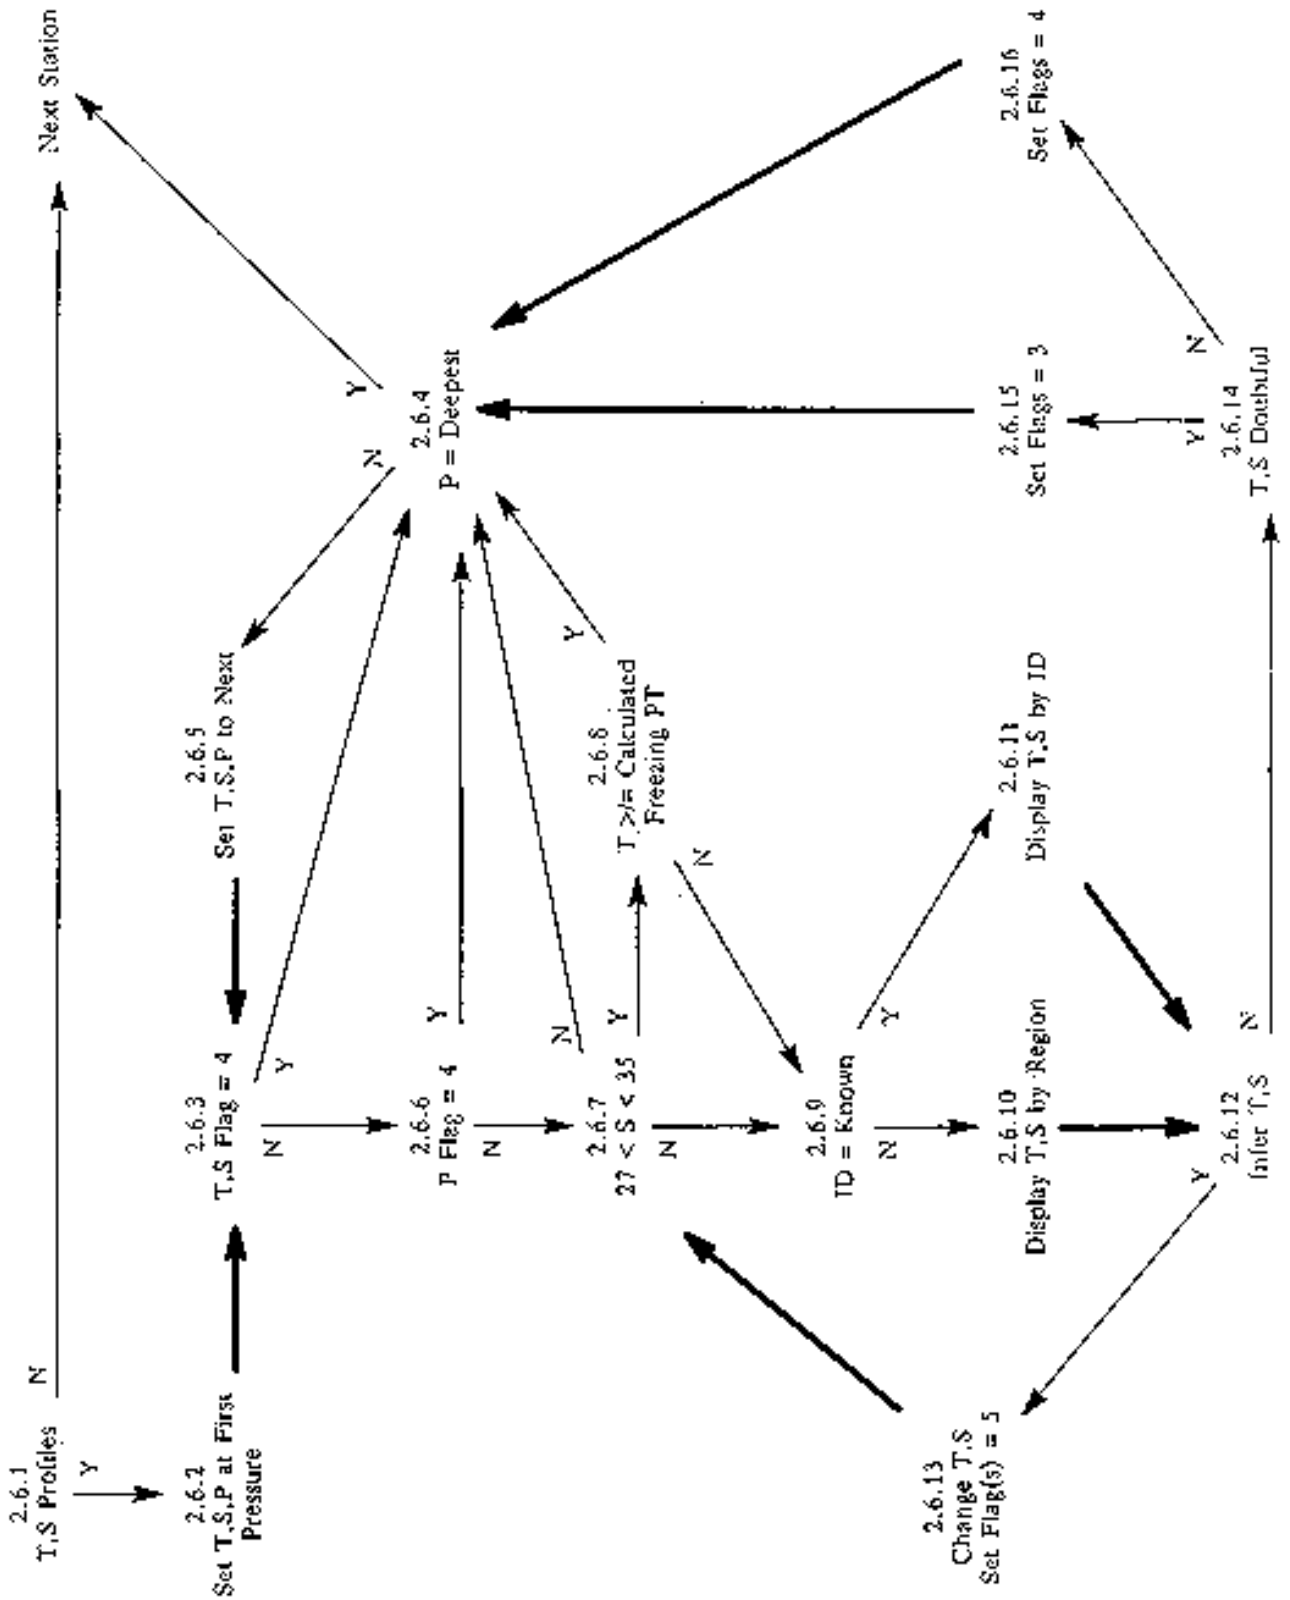 2.6.1
T,S Profiles
N
Next Station
Y
2.6.2
Set T,S,P at First
Pressure
2.6.3
T,S Flag = 4
Y
N
2.6.5
Set T,S,P to Next
N
Y
2.6.4
P = Deepest
2.6.6
P Flag = 4
Y
N
2.6.7
27 < S < 35
N
Y
N
2.6.8
T >/= Calculated
Freezing PT
Y
N
2.6.9
ID = Known
Y
N
2.6.10
Display T,S by Region
2.6.11
Display T,S by ID
2.6.12
Infer T,S
Y
N
2.6.13
Change T,S
Set Flag(s) = 5
2.6.14
T,S Doubtful
Y
N
2.6.15
Set Flags = 3
2.6.16
Set Flags = 4